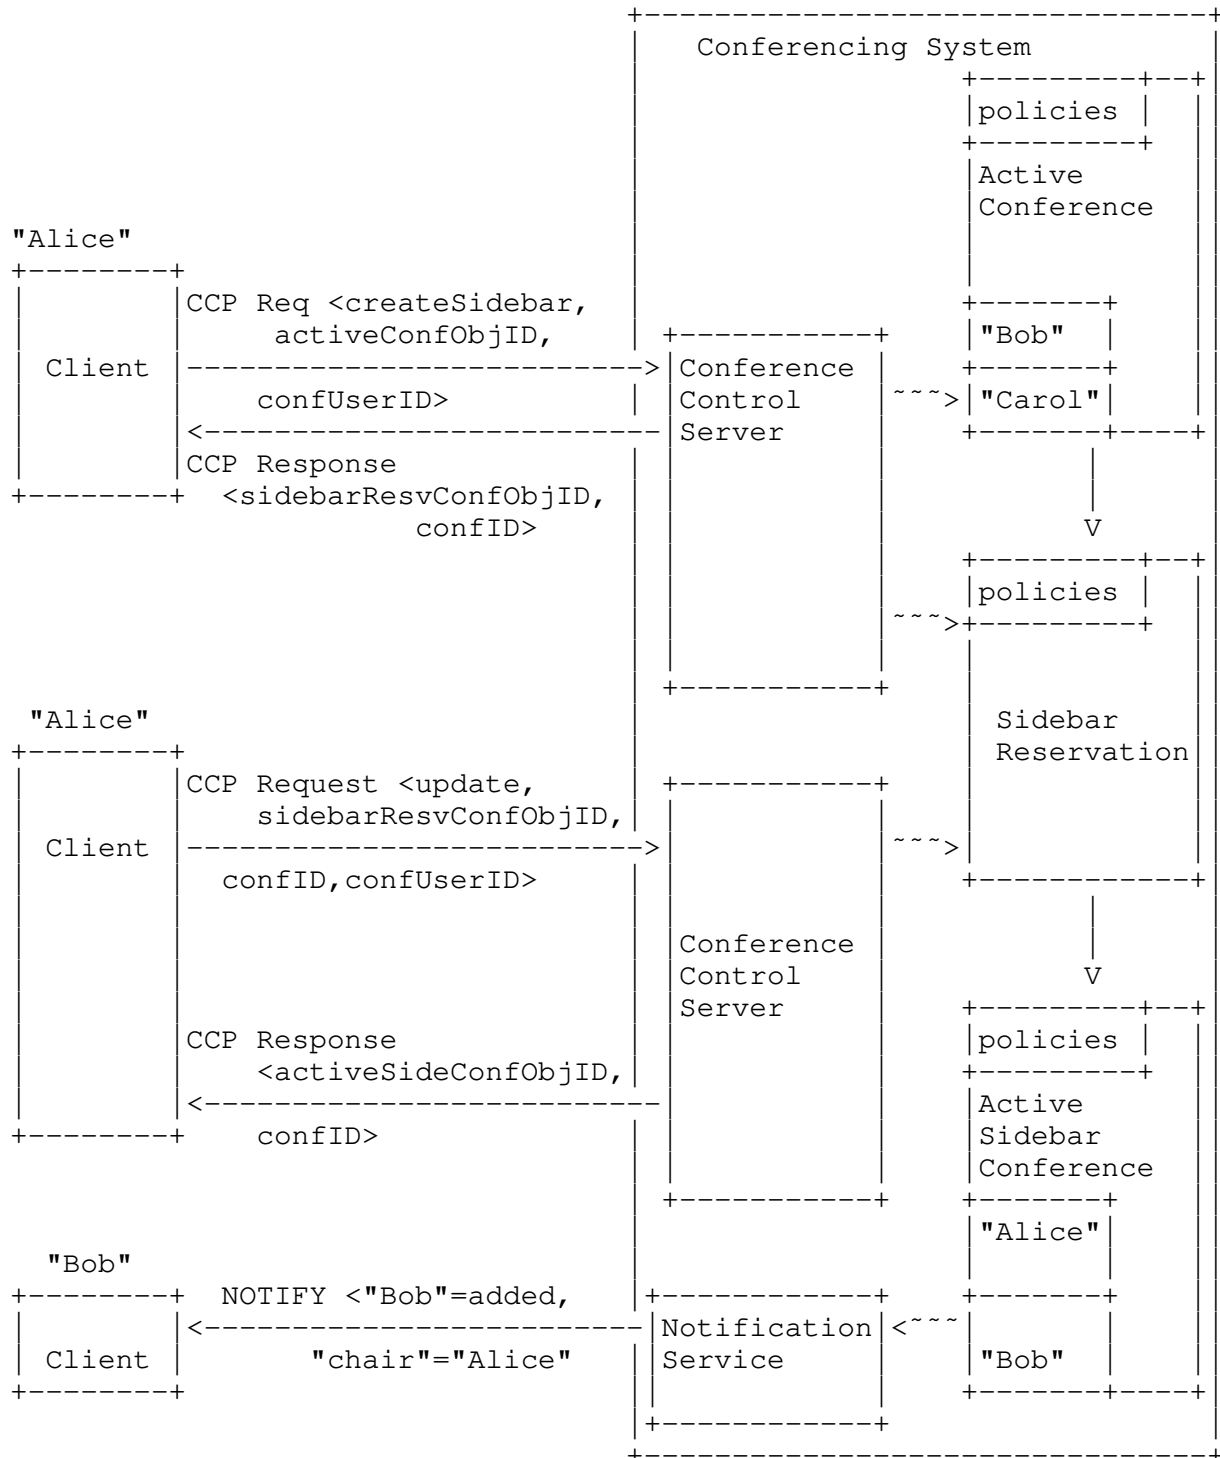 Conferencing System
policies
Active
Conference
"Alice"
CCP Req <createSidebar,
activeConfObjID,
"Bob"
Client
Conference
confUserID>
Control
"Carol"
Server
CCP Response
<sidebarResvConfObjID,
confID>
V
policies
"Alice"
Sidebar
Reservation
CCP Request <update,
sidebarResvConfObjID,
Client
confID,confUserID>
Conference
Control
V
Server
CCP Response
policies
<activeSideConfObjID,
Active
confID>
Sidebar
Conference
"Alice"
"Bob"
NOTIFY <"Bob"=added,
Notification
Client
"chair"="Alice"
Service
"Bob"